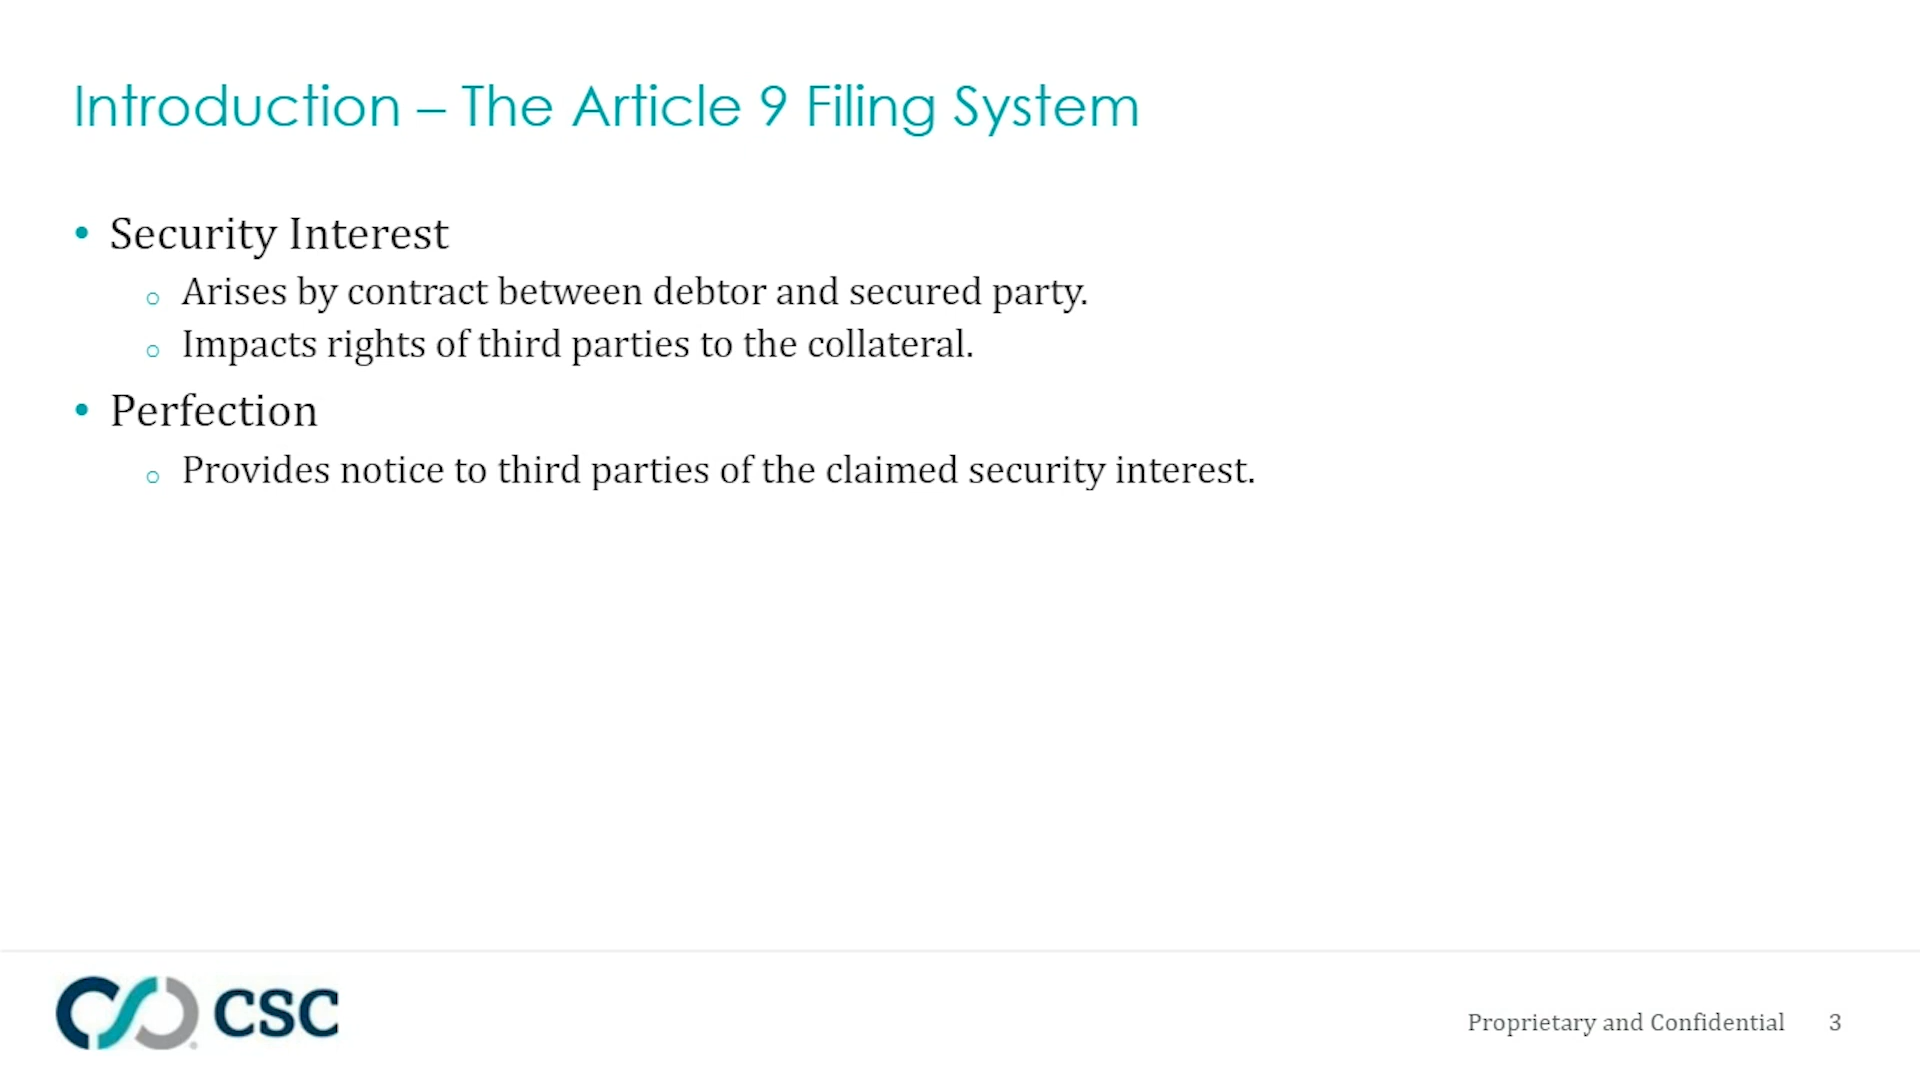 Introduction – The Article 9 Filing System
• Security Interest
○ Arises by contract between debtor and secured party.
○ Impacts rights of third parties to the collateral.
• Perfection
○ Provides notice to third parties of the claimed security interest.
CSC
Proprietary and Confidential 3